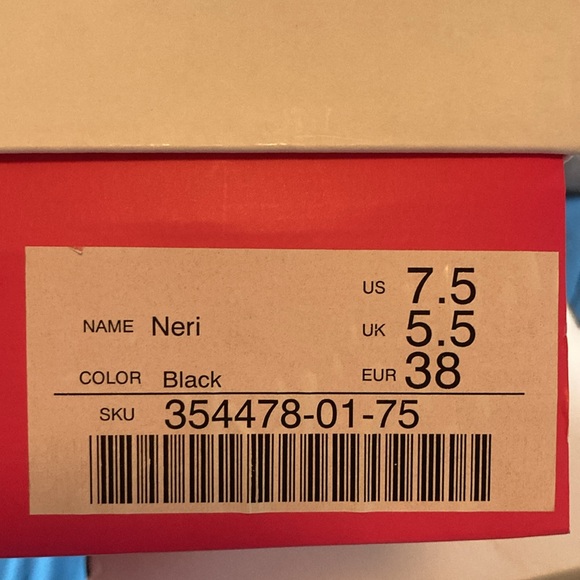 US 7.5
NAME Neri UK 5.5
COLOR Black EUR 38
SKU 354478-01-75